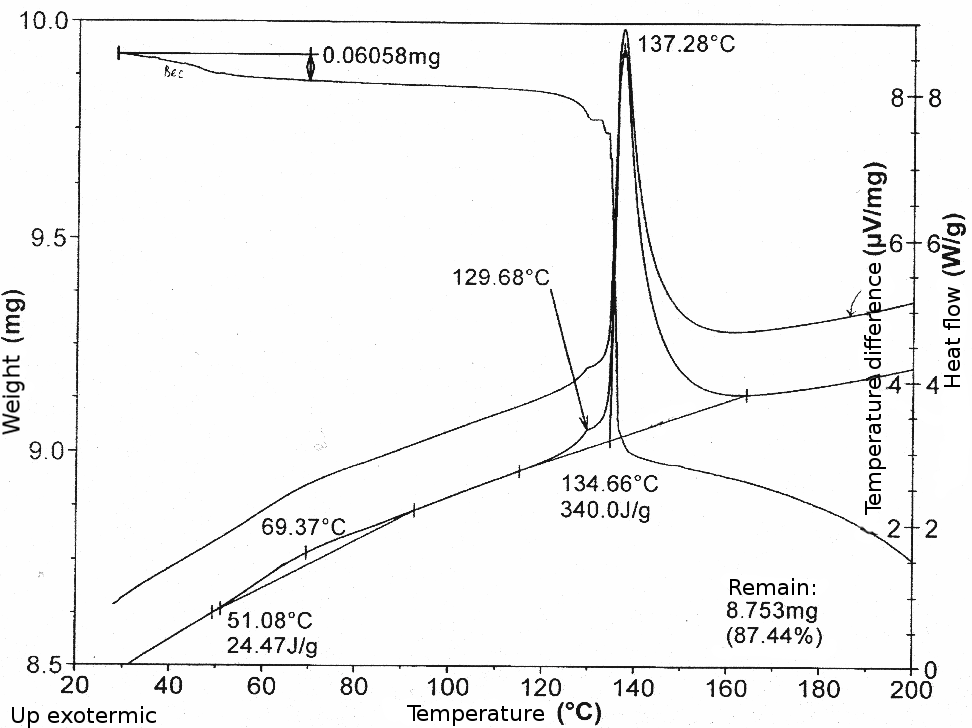 10.0
9.5
9.0
8.5
Weight (mg)
0.06058mg
Вес
137.28°C
129.68°C
134.66°C
340.0J/g
69.37°C
51.08°C
24.47J/g
Remain:
8.753mg
(87.44%)
8
6
4
2
Temperature difference (µV/mg)
8
6
4
2
0
Heat flow (W/g)
20
40
60
80
100
120
140
160
180
200
Up exotermic
Temperature (°C)